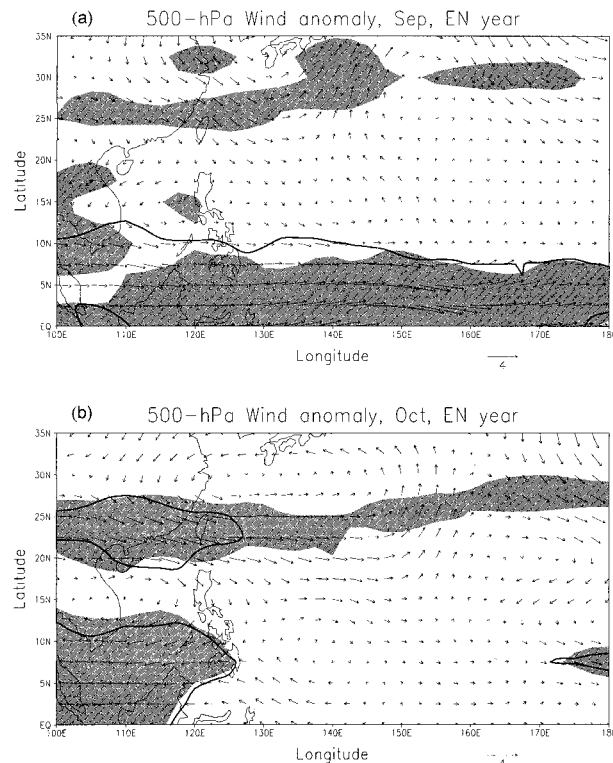 (a) 500-hPa Wind anomaly, Sep, EN year
35N
30N
25N
20N
15N
10N
5N
EQ
Latitude
100E 110E 120E 130E 140E 150E 160E 170E 180
Longitude
4
(b) 500-hPa Wind anomaly, Oct, EN year
35N
30N
25N
20N
15N
10N
5N
EQ
Latitude
100E 110E 120E 130E 140E 150E 160E 170E 180
Longitude
4